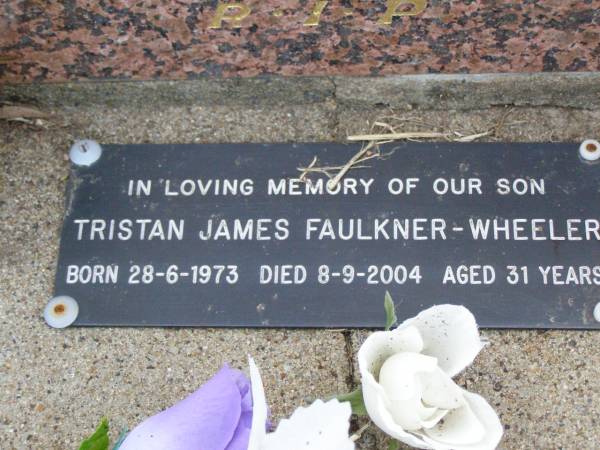 R.I.P.
IN LOVING MEMORY OF OUR SON
TRISTAN JAMES FAULKNER-WHEELER
BORN 28-6-1973 DIED 8-9-2004 AGED 31 YEARS